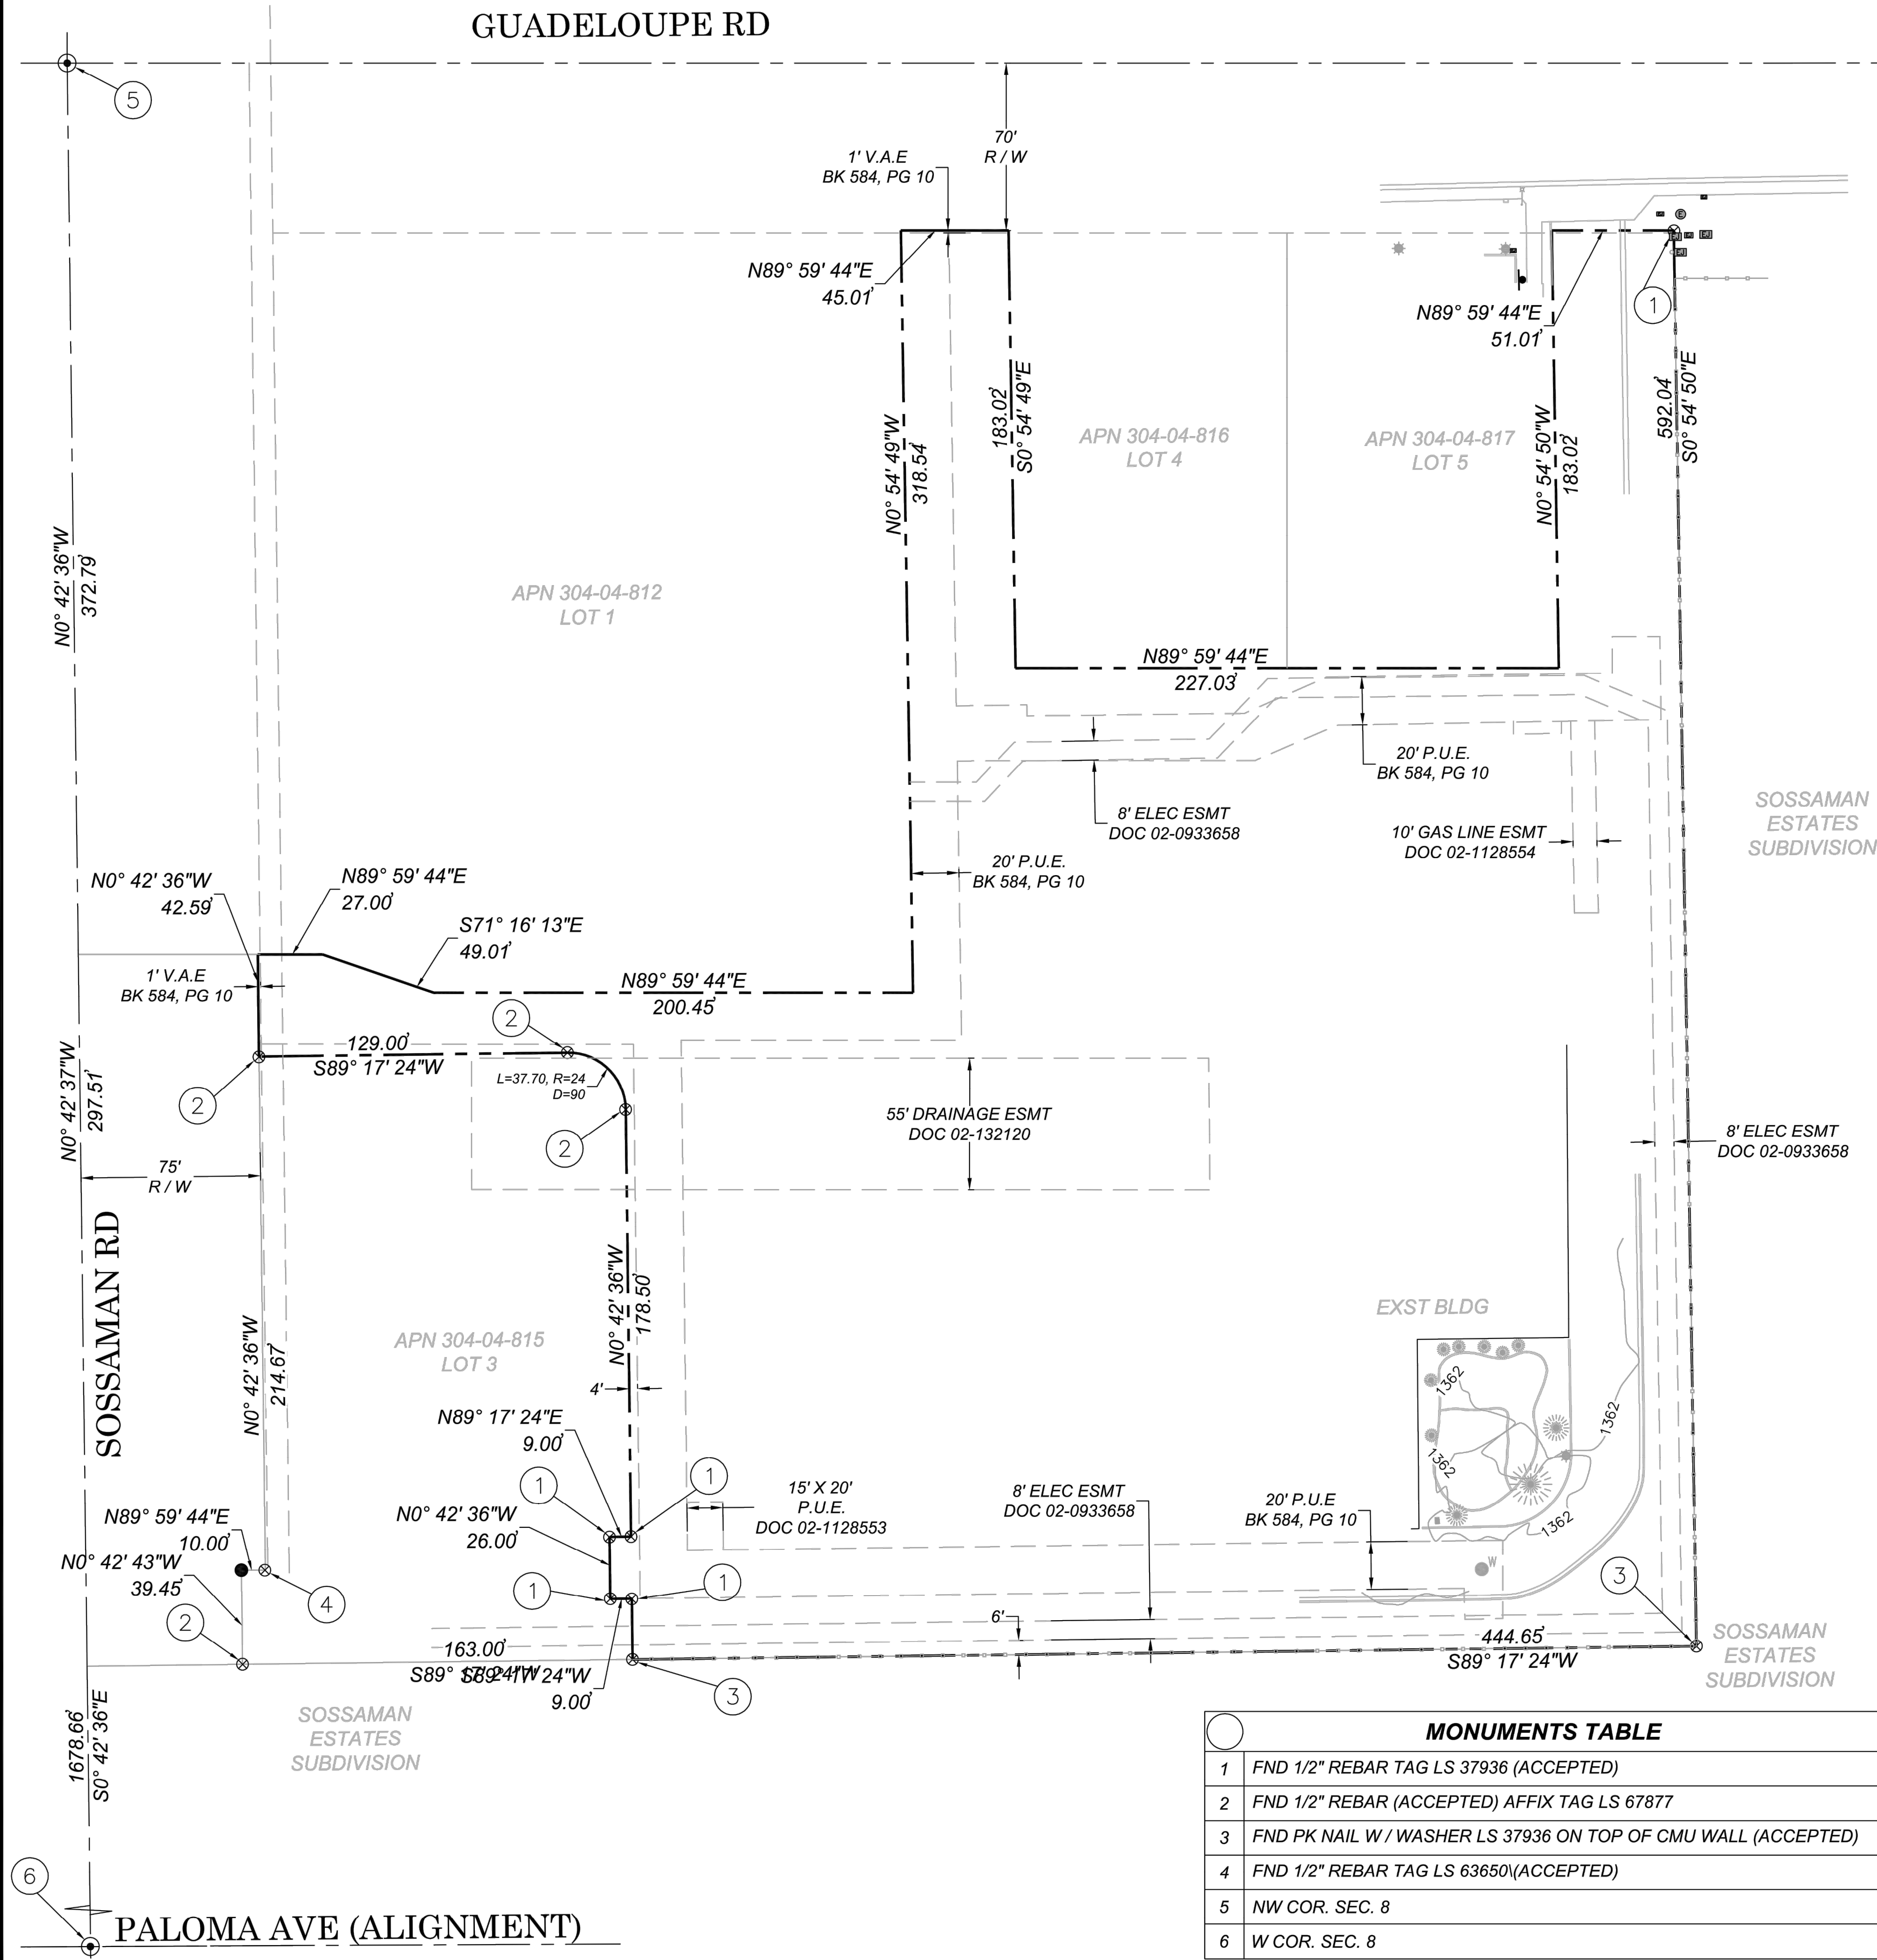 GUADELOUPE RD
5
70'
R / W
1' V.A.E
BK 584, PG 10
N89° 59' 44"E
45.01'
1
N89° 59' 44"E
51.01'
N0° 54' 49"W
318.54'
183.02'
S0° 54' 49"E
APN 304-04-816
LOT 4
APN 304-04-817
LOT 5
N0° 54' 50"W
183.02'
592.04'
S0° 54' 50"E
N0° 42' 36"W
372.79'
APN 304-04-812
LOT 1
N89° 59' 44"E
227.03'
20' P.U.E.
BK 584, PG 10
8' ELEC ESMT
DOC 02-0933658
10' GAS LINE ESMT
DOC 02-1128554
SOSSAMAN
ESTATES
SUBDIVISION
20' P.U.E.
BK 584, PG 10
N0° 42' 36"W
42.59'
N89° 59' 44"E
27.00'
S71° 16' 13"E
49.01'
1' V.A.E
BK 584, PG 10
N89° 59' 44"E
200.45'
2
129.00'
S89° 17' 24"W
L=37.70, R=24
D=90
2
2
N0° 42' 37"W
297.51'
75'
R / W
55' DRAINAGE ESMT
DOC 02-132120
8' ELEC ESMT
DOC 02-0933658
SOSSAMAN RD
N0° 42' 36"W
214.67'
N0° 42' 36"W
178.50'
APN 304-04-815
LOT 3
4'
EXST BLDG
1362
1362
1362
1362
N89° 17' 24"E
9.00'
1
1
N0° 42' 36"W
26.00'
15' X 20'
P.U.E.
DOC 02-1128553
8' ELEC ESMT
DOC 02-0933658
20' P.U.E
BK 584, PG 10
W
N89° 59' 44"E
10.00'
N0° 42' 43"W
39.45'
4
1
1
2
3
6'
163.00'
S89° 17' 24"W
S89° 17' 24"W
9.00'
3
444.65'
S89° 17' 24"W
SOSSAMAN
ESTATES
SUBDIVISION
SOSSAMAN
ESTATES
SUBDIVISION
1678.66'
S0° 42' 36"E
6
PALOMA AVE (ALIGNMENT)
MONUMENTS TABLE
1 FND 1/2" REBAR TAG LS 37936 (ACCEPTED)
2 FND 1/2" REBAR (ACCEPTED) AFFIX TAG LS 67877
3 FND PK NAIL W / WASHER LS 37936 ON TOP OF CMU WALL (ACCEPTED)
4 FND 1/2" REBAR TAG LS 63650\(ACCEPTED)
5 NW COR. SEC. 8
6 W COR. SEC. 8